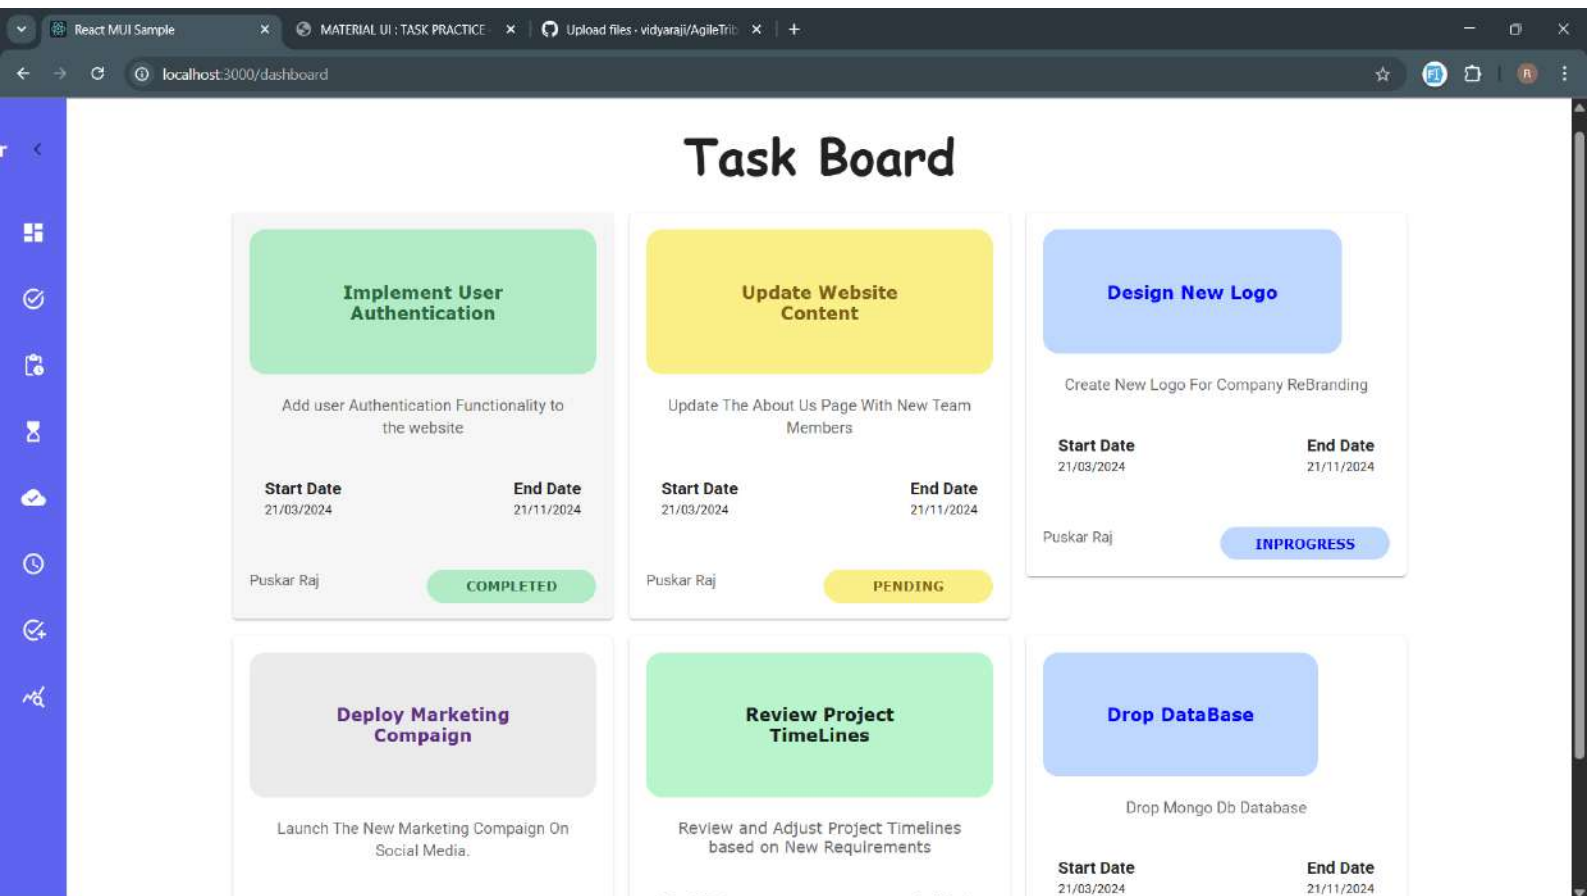 React MUI Sample
MATERIAL UI : TASK PRACTICE
Upload files · vidyaraji/AgileTrib
localhost:3000/dashboard
r
Task Board
Implement User
Authentication
Add user Authentication Functionality to
the website
Start Date End Date
21/03/2024 21/11/2024
Puskar Raj COMPLETED
Update Website
Content
Update The About Us Page With New Team
Members
Start Date End Date
21/03/2024 21/11/2024
Puskar Raj PENDING
Design New Logo
Create New Logo For Company ReBranding
Start Date End Date
21/03/2024 21/11/2024
Puskar Raj INPROGRESS
Deploy Marketing
Compaign
Launch The New Marketing Compaign On
Social Media.
Review Project
TimeLines
Review and Adjust Project Timelines
based on New Requirements
Drop DataBase
Drop Mongo Db Database
Start Date End Date
21/03/2024 21/11/2024
R